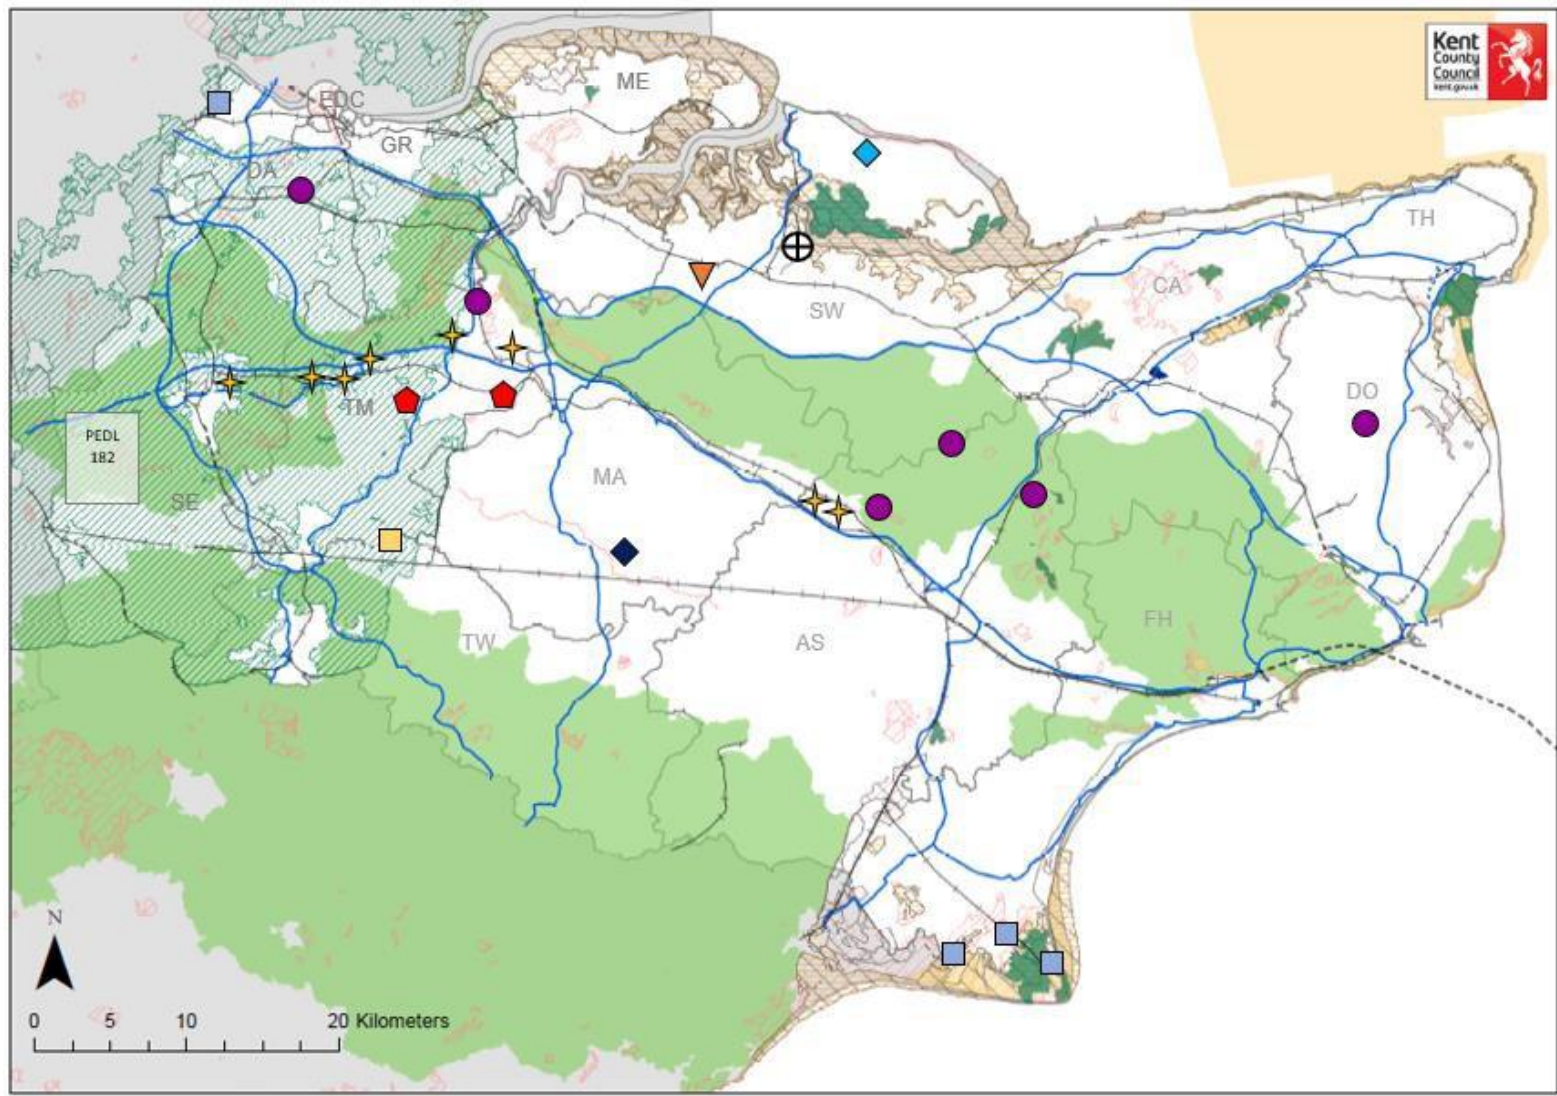 Kent
County
Council
kent.gov.uk
ME
EDC
GR
DA
TH
CA
SW
DO
TM
PEDL
182
MA
SE
TW
AS
FH
N
0 5 10 20 Kilometers